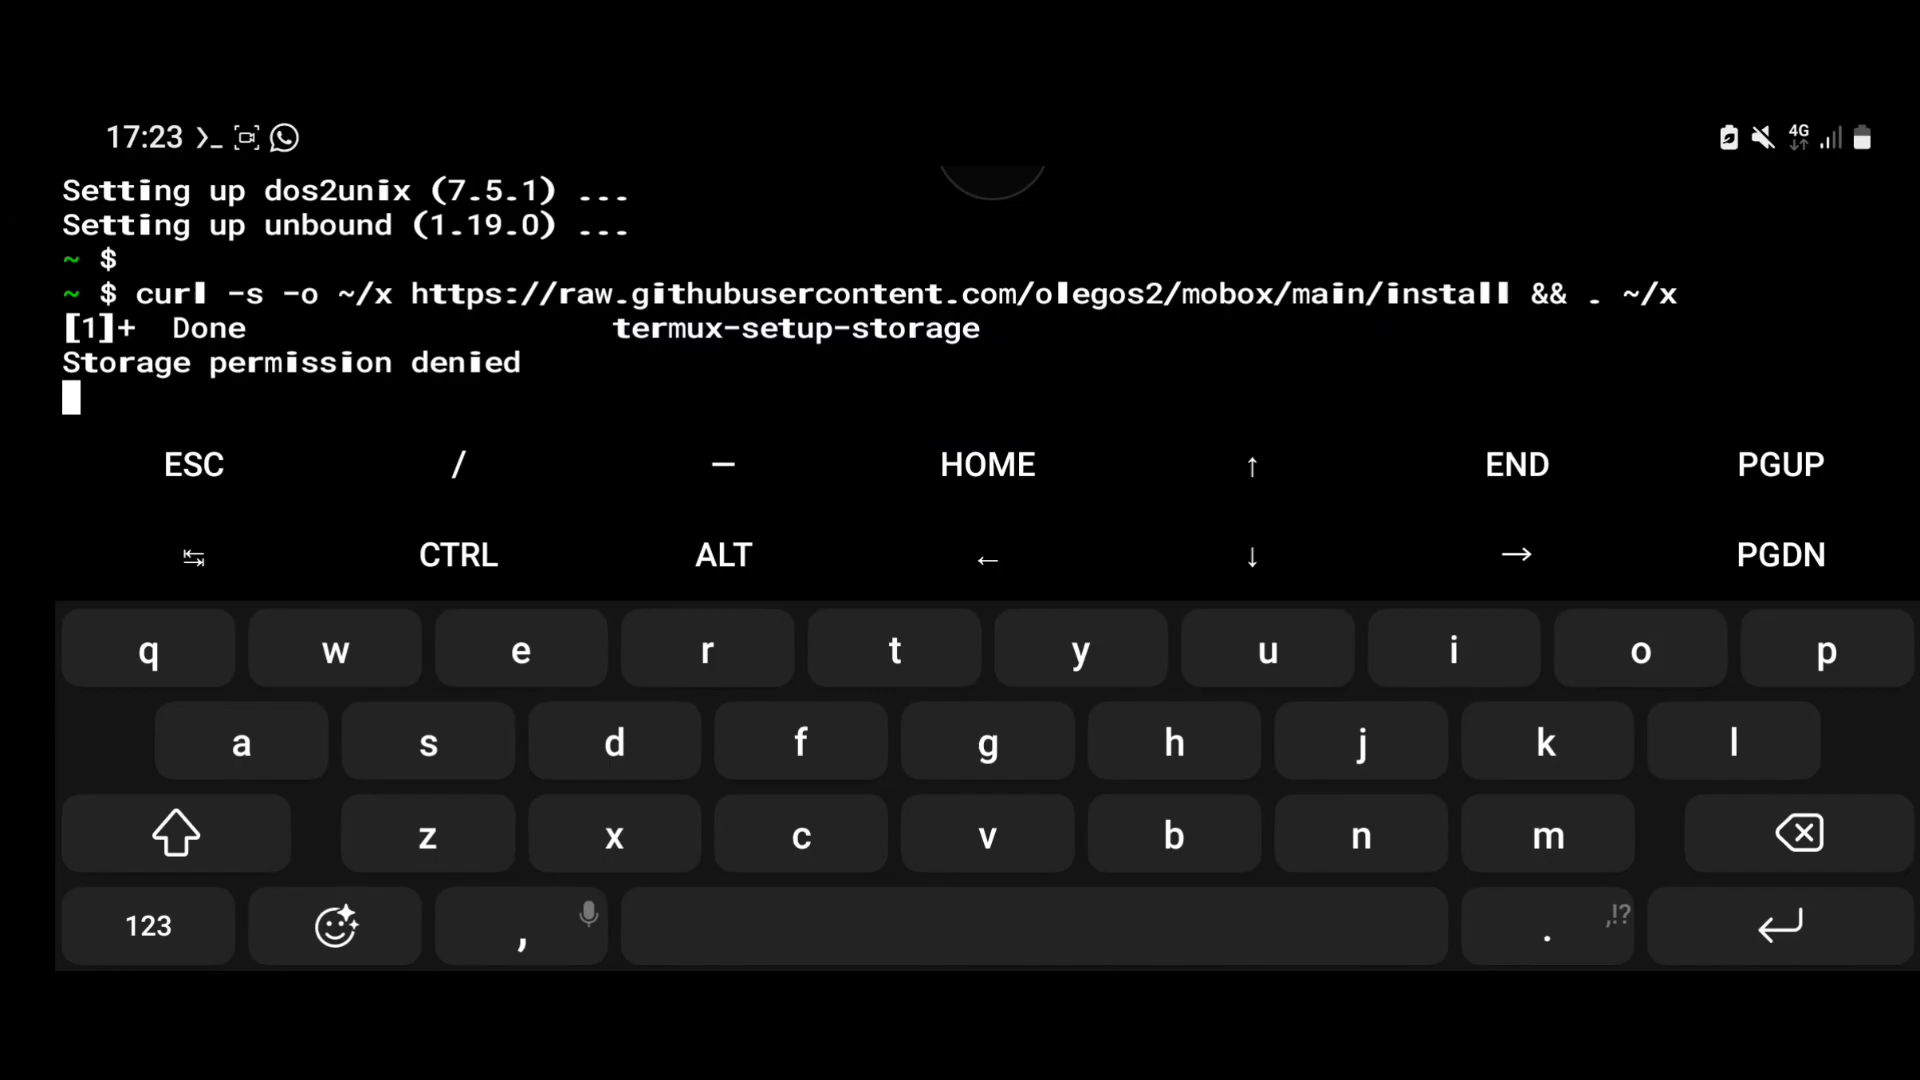 17:23
4G
Setting up dos2unix (7.5.1) ...
Setting up unbound (1.19.0) ...
~ $
~ $ curl -s -o ~/x https://raw.githubusercontent.com/olegos2/mobox/main/install && . ~/x
[1]+  Done                    termux-setup-storage
Storage permission denied
ESC / — HOME ↑ END PGUP
↹ CTRL ALT ← ↓ → PGDN
q w e r t y u i o p
a s d f g h j k l
z x c v b n m
123 , . ,!?